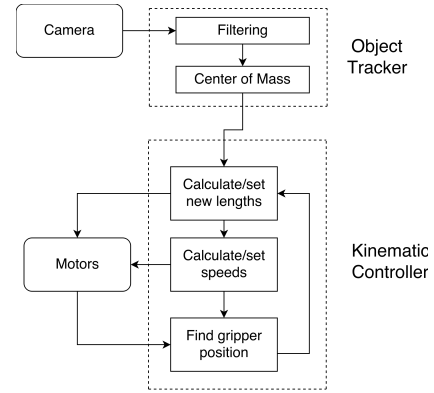 Camera
Filtering
Center of Mass
Object
Tracker
Calculate/set
new lengths
Calculate/set
speeds
Motors
Find gripper
position
Kinematic
Controller